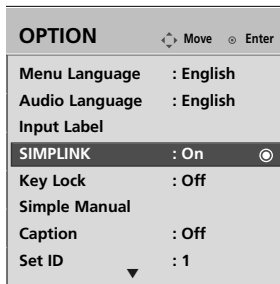 OPTION Move Enter
Menu Language : English
Audio Language : English
Input Label
SIMPLINK : On
Key Lock : Off
Simple Manual
Caption : Off
Set ID : 1